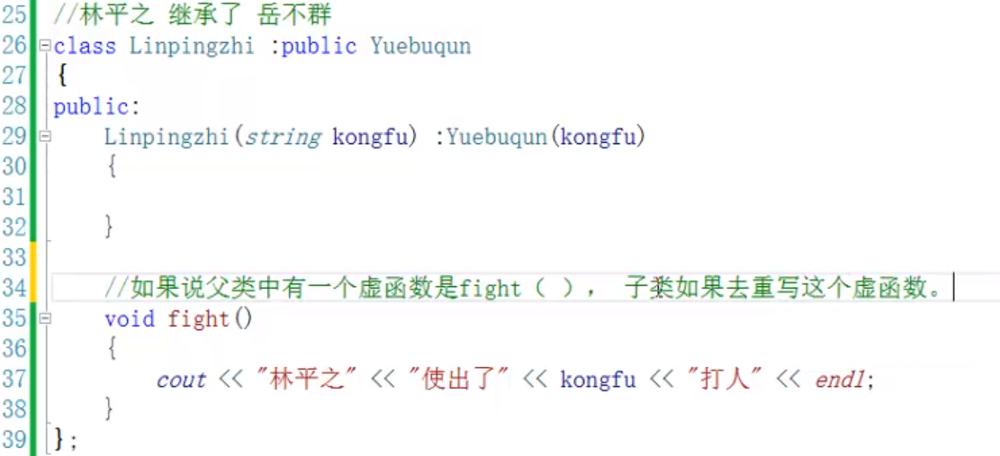 25 //林平之 继承了 岳不群
26 class Linpingzhi :public Yuebuqun
27 {
28 public:
29 Linpingzhi(string kongfu) :Yuebuqun(kongfu)
30 {
31
32 }
33
34 //如果说父类中有一个虚函数是fight（ ）， 子类如果去重写这个虚函数。
35 void fight()
36 {
37 cout << "林平之" << "使出了" << kongfu << "打人" << endl;
38 }
39 };